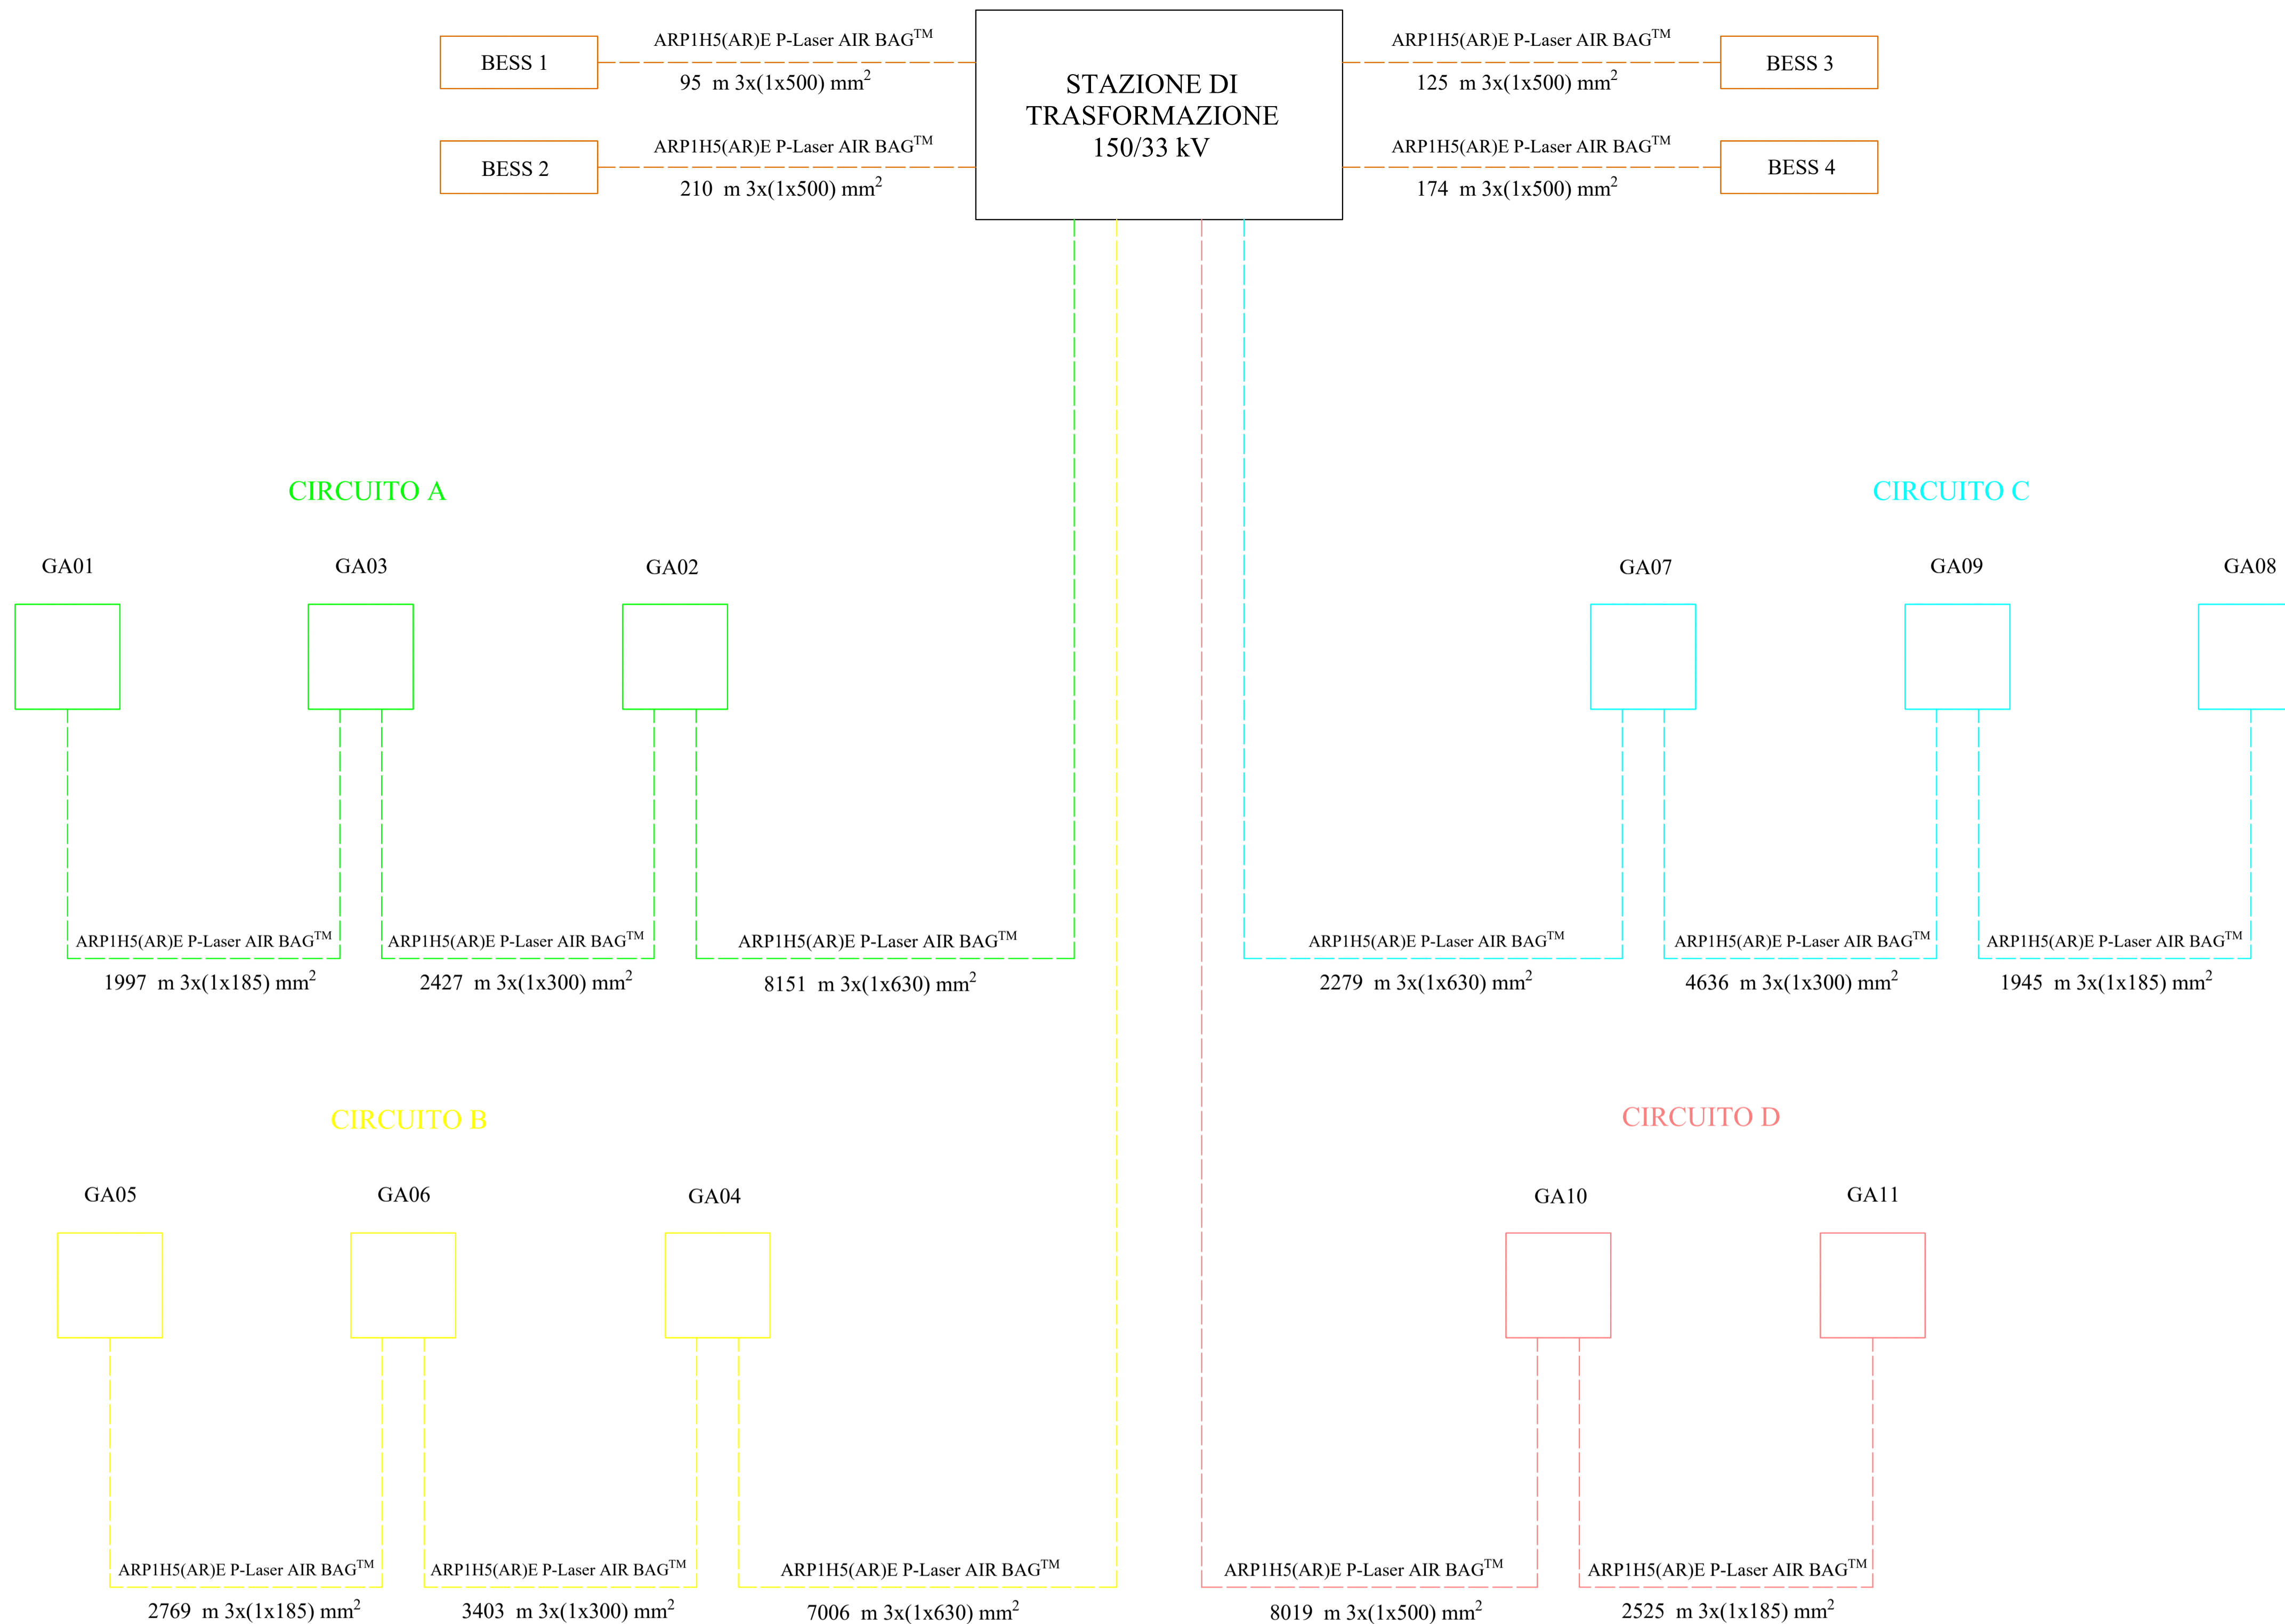 BESS 1
ARP1H5(AR)E P-Laser AIR BAG™
95 m 3x(1x500) mm²
BESS 2
ARP1H5(AR)E P-Laser AIR BAG™
210 m 3x(1x500) mm²
STAZIONE DI
TRASFORMAZIONE
150/33 kV
ARP1H5(AR)E P-Laser AIR BAG™
125 m 3x(1x500) mm²
BESS 3
ARP1H5(AR)E P-Laser AIR BAG™
174 m 3x(1x500) mm²
BESS 4
CIRCUITO A
GA01
GA03
GA02
ARP1H5(AR)E P-Laser AIR BAG™
1997 m 3x(1x185) mm²
ARP1H5(AR)E P-Laser AIR BAG™
2427 m 3x(1x300) mm²
ARP1H5(AR)E P-Laser AIR BAG™
8151 m 3x(1x630) mm²
CIRCUITO C
GA07
GA09
GA08
ARP1H5(AR)E P-Laser AIR BAG™
2279 m 3x(1x630) mm²
ARP1H5(AR)E P-Laser AIR BAG™
4636 m 3x(1x300) mm²
ARP1H5(AR)E P-Laser AIR BAG™
1945 m 3x(1x185) mm²
CIRCUITO B
GA05
GA06
GA04
ARP1H5(AR)E P-Laser AIR BAG™
2769 m 3x(1x185) mm²
ARP1H5(AR)E P-Laser AIR BAG™
3403 m 3x(1x300) mm²
ARP1H5(AR)E P-Laser AIR BAG™
7006 m 3x(1x630) mm²
CIRCUITO D
GA10
GA11
ARP1H5(AR)E P-Laser AIR BAG™
8019 m 3x(1x500) mm²
ARP1H5(AR)E P-Laser AIR BAG™
2525 m 3x(1x185) mm²